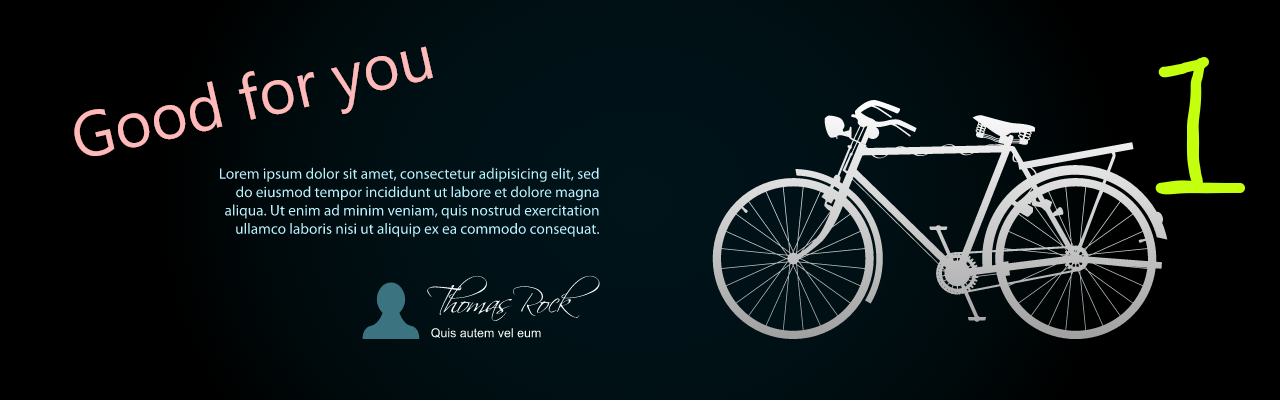 Good for you
1
Lorem ipsum dolor sit amet, consectetur adipisicing elit, sed
do eiusmod tempor incididunt ut labore et dolore magna
aliqua. Ut enim ad minim veniam, quis nostrud exercitation
ullamco laboris nisi ut aliquip ex ea commodo consequat.
Thomas Rock
Quis autem vel eum